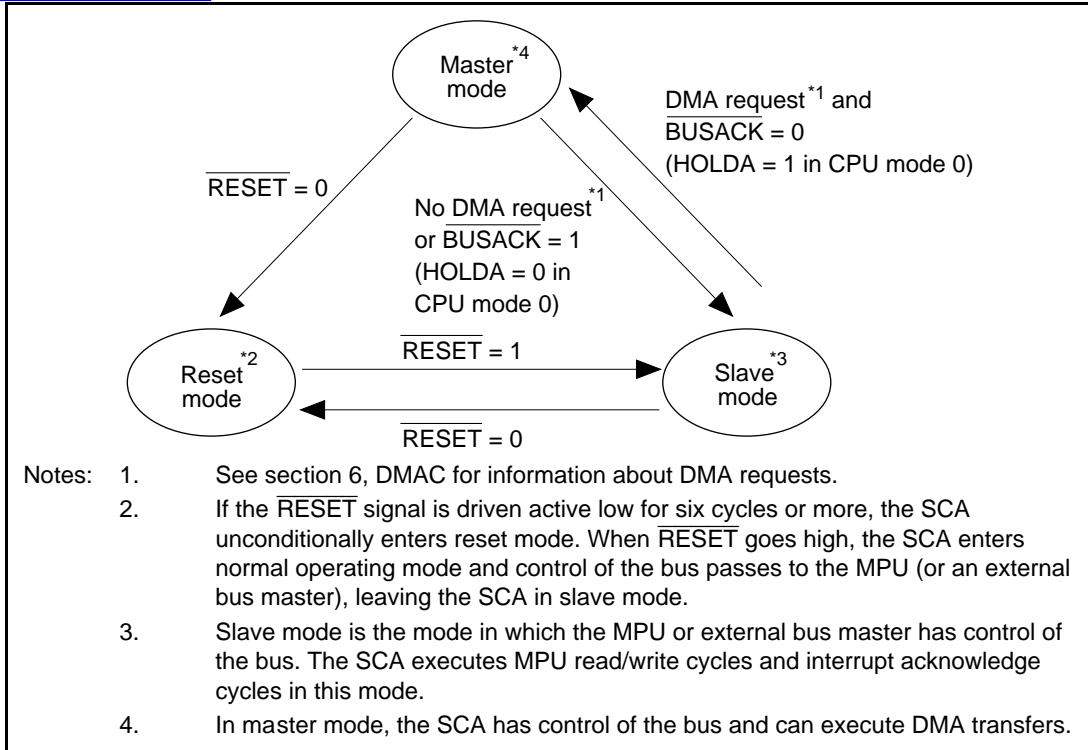 Master*4
mode
DMA request*1 and
BUSACK = 0
(HOLDA = 1 in CPU mode 0)
RESET = 0
No DMA request*1
or BUSACK = 1
(HOLDA = 0 in
CPU mode 0)
RESET = 1
Reset*2
mode
Slave*3
mode
RESET = 0
Notes: 1. See section 6, DMAC for information about DMA requests.
2. If the RESET signal is driven active low for six cycles or more, the SCA
unconditionally enters reset mode. When RESET goes high, the SCA enters
normal operating mode and control of the bus passes to the MPU (or an external
bus master), leaving the SCA in slave mode.
3. Slave mode is the mode in which the MPU or external bus master has control of
the bus. The SCA executes MPU read/write cycles and interrupt acknowledge
cycles in this mode.
4. In master mode, the SCA has control of the bus and can execute DMA transfers.